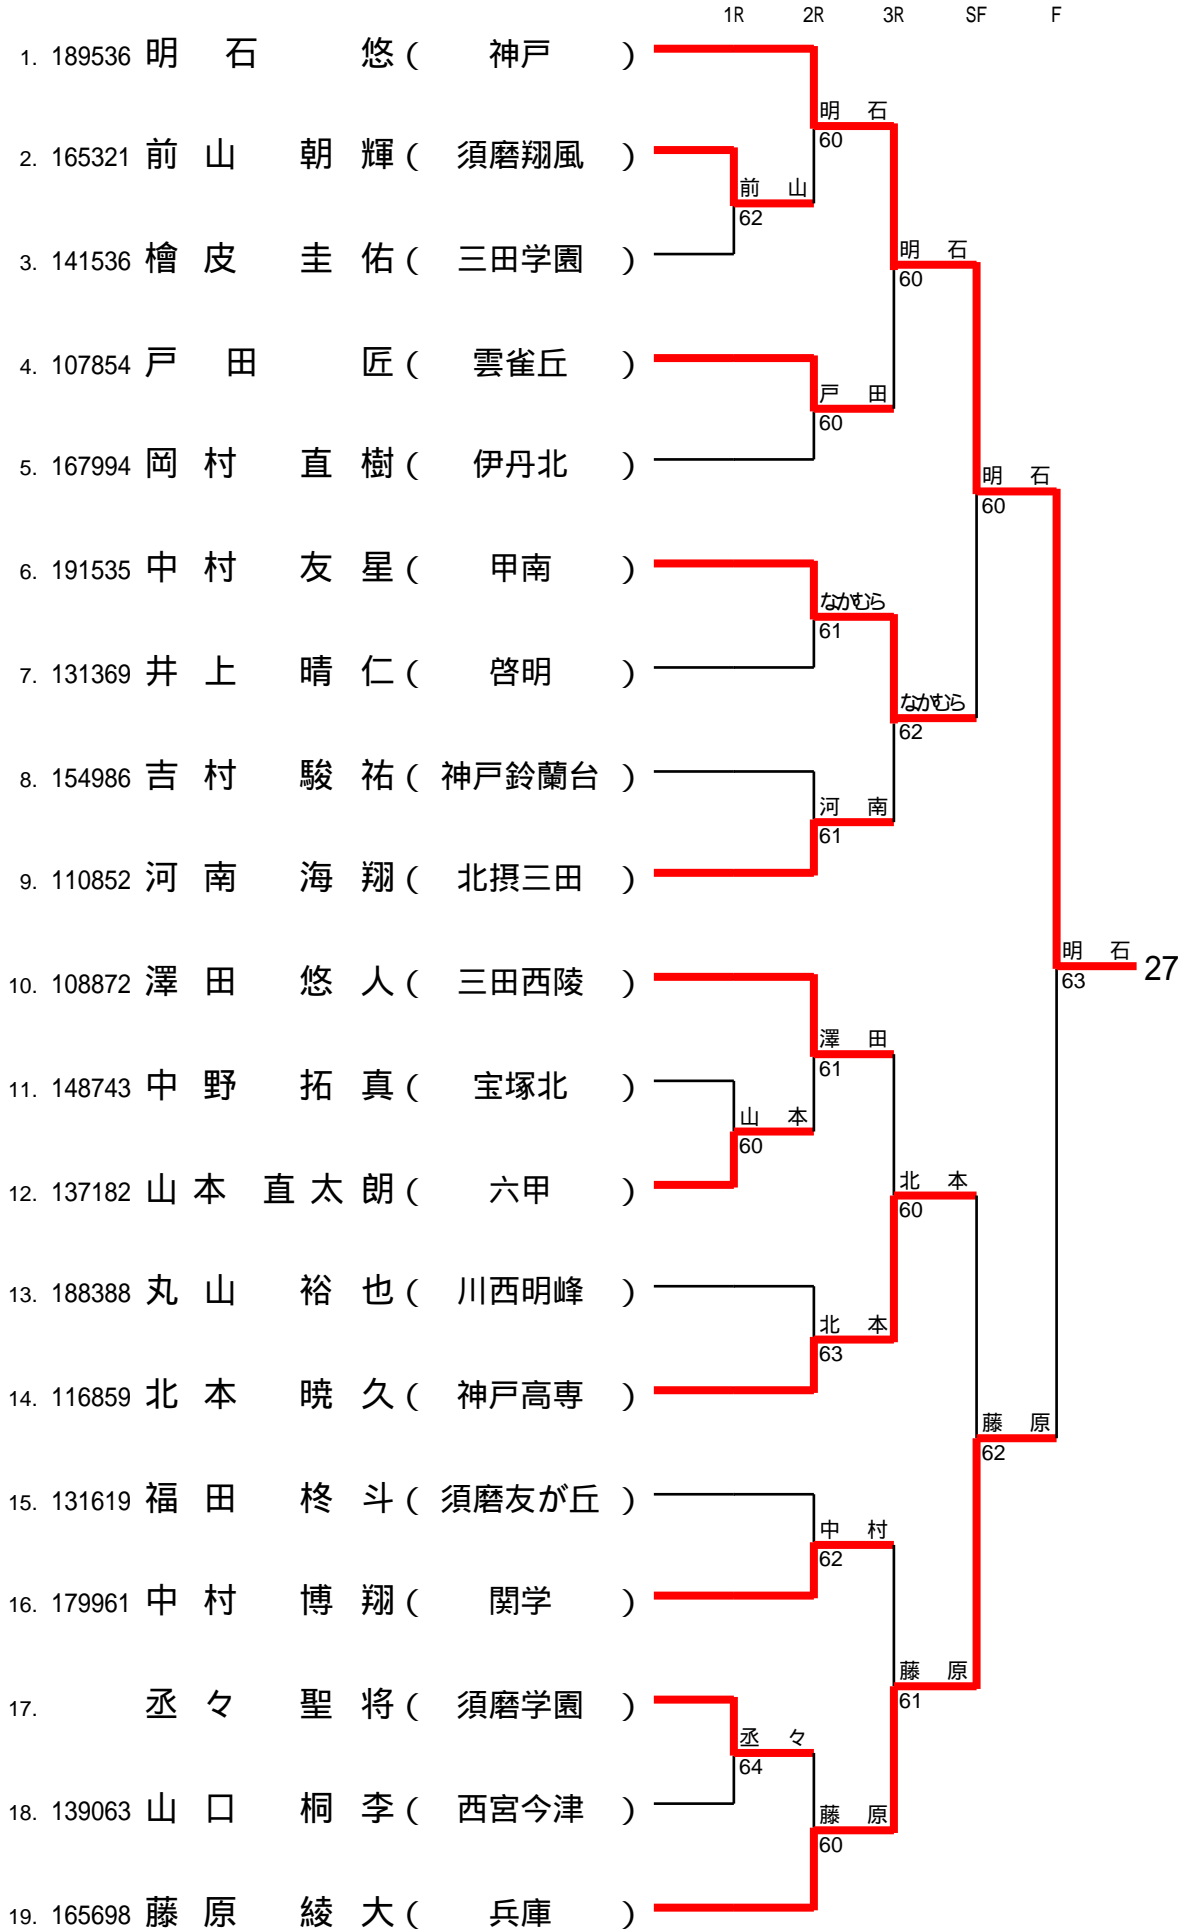 1R 2R 3R SF F
1. 189536 明 石 悠 ( 神戸 )
明 石
60
2. 165321 前 山 朝 輝 ( 須磨翔風 )
前 山
62
3. 141536 檜 皮 圭 佑 ( 三田学園 )
明 石
60
4. 107854 戸 田 匠 ( 雲雀丘 )
戸 田
60
5. 167994 岡 村 直 樹 ( 伊丹北 )
明 石
60
6. 191535 中 村 友 星 ( 甲南 )
なかむら
61
7. 131369 井 上 晴 仁 ( 啓明 )
なかむら
62
8. 154986 吉 村 駿 祐 ( 神戸鈴蘭台 )
河 南
61
9. 110852 河 南 海 翔 ( 北摂三田 )
明 石
63
27
10. 108872 澤 田 悠 人 ( 三田西陵 )
澤 田
61
11. 148743 中 野 拓 真 ( 宝塚北 )
山 本
60
12. 137182 山 本 直 太 朗 ( 六甲 )
北 本
60
13. 188388 丸 山 裕 也 ( 川西明峰 )
北 本
63
14. 116859 北 本 暁 久 ( 神戸高専 )
藤 原
62
15. 131619 福 田 柊 斗 ( 須磨友が丘 )
中 村
62
16. 179961 中 村 博 翔 ( 関学 )
藤 原
61
17. 丞 々 聖 将 ( 須磨学園 )
丞 々
64
18. 139063 山 口 桐 李 ( 西宮今津 )
藤 原
60
19. 165698 藤 原 綾 大 ( 兵庫 )